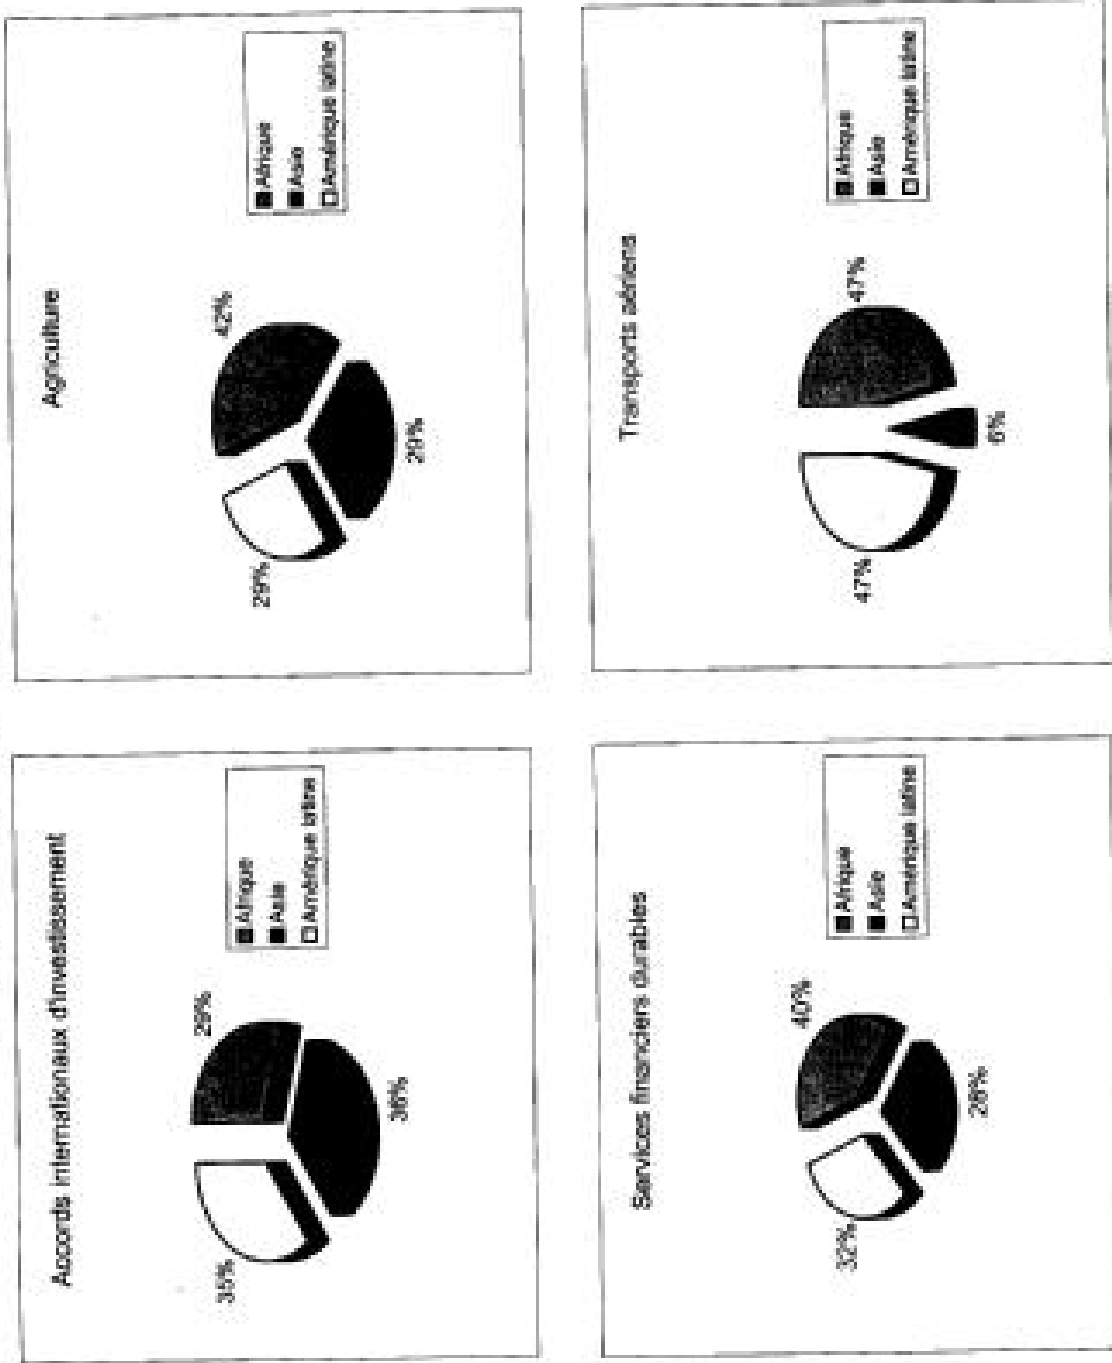 Accords internationaux d'investissement
29%
35%
36%
Afrique
Asie
Amérique latine
Agriculture
42%
29%
29%
Afrique
Asie
Amérique latine
Services financiers durables
40%
32%
28%
Afrique
Asie
Amérique latine
Transports aériens
47%
47%
6%
Afrique
Asie
Amérique latine